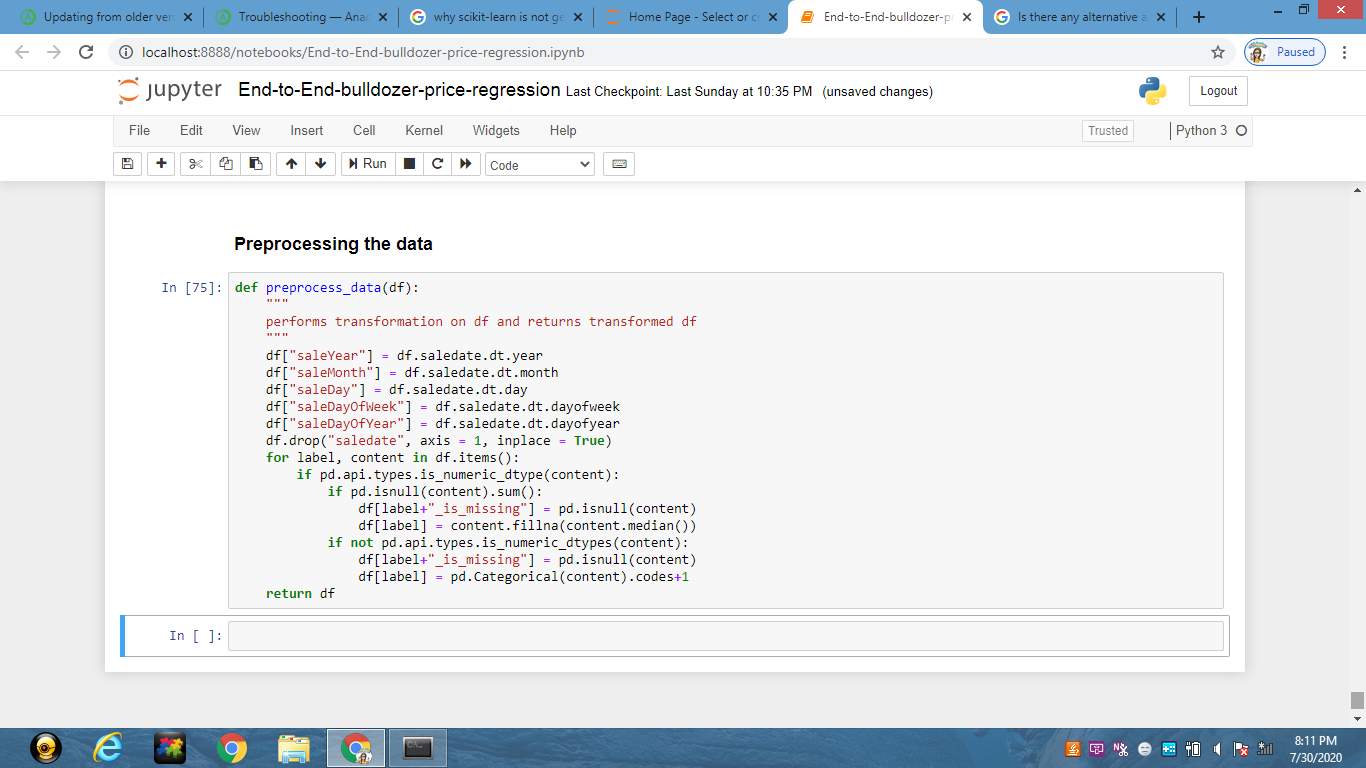 Updating from older ver
Troubleshooting — Anac
why scikit-learn is not ge
Home Page - Select or c
End-to-End-bulldozer-p
Is there any alternative a
localhost:8888/notebooks/End-to-End-bulldozer-price-regression.ipynb
Paused
jupyter End-to-End-bulldozer-price-regression Last Checkpoint: Last Sunday at 10:35 PM (unsaved changes)
Logout
File Edit View Insert Cell Kernel Widgets Help
Trusted
Python 3
Run
Code
Preprocessing the data
In [75]:
def preprocess_data(df):
    """
    performs transformation on df and returns transformed df
    """
    df["saleYear"] = df.saledate.dt.year
    df["saleMonth"] = df.saledate.dt.month
    df["saleDay"] = df.saledate.dt.day
    df["saleDayOfWeek"] = df.saledate.dt.dayofweek
    df["saleDayOfYear"] = df.saledate.dt.dayofyear
    df.drop("saledate", axis = 1, inplace = True)
    for label, content in df.items():
        if pd.api.types.is_numeric_dtype(content):
            if pd.isnull(content).sum():
                df[label+"_is_missing"] = pd.isnull(content)
                df[label] = content.fillna(content.median())
            if not pd.api.types.is_numeric_dtypes(content):
                df[label+"_is_missing"] = pd.isnull(content)
                df[label] = pd.Categorical(content).codes+1
    return df
In [ ]:
8:11 PM
7/30/2020